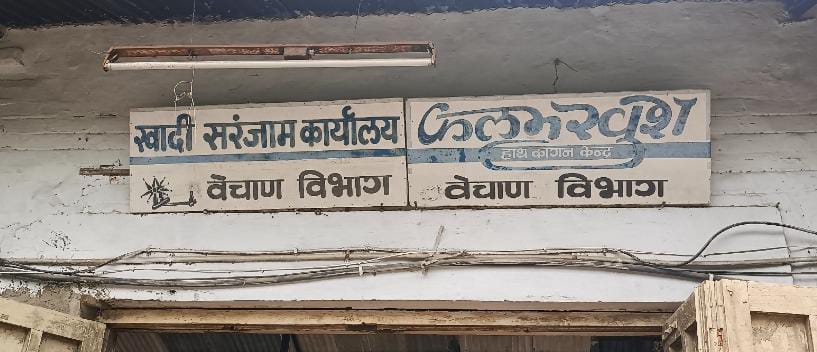 खादी सरंजाम कार्यालय
वेचाण विभाग
कलमखुश
हाथ कागज केन्द्र
वेचाण विभाग